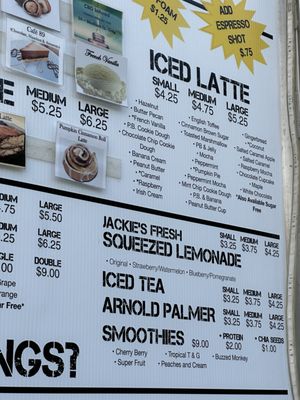 FOAM
$1.25
ADD
ESPRESSO
SHOT
$.75
Café 89
French Vanilla
Pumpkin Cinnamon Roll
Latte
ICED LATTE
SMALL MEDIUM LARGE
$4.25 $4.75 $5.25
MEDIUM LARGE
$5.25 $6.25
• Hazelnut
• Butter Pecan
• *French Vanilla
• P.B. Cookie Dough
• Chocolate Chip Cookie
Dough
• Banana Cream
• Peanut Butter
• *Caramel
• *Raspberry
• Irish Cream
• English Toffee
• Cinnamon Brown Sugar
• Toasted Marshmallow
• PB & Jelly
• Mocha
• Peppermint
• Pumpkin Pie
• Peppermint Mocha
• Mint Chip Cookie Dough
• P.B. & Banana
• Peanut Butter Cup
• Gingerbread
• *Coconut
• Salted Caramel Apple
• Salted Caramel
• Raspberry Mocha
• Chocolate Cupcake
• Maple
• White Chocolate
*Also Available Sugar
Free
MEDIUM LARGE
$4.75 $5.50
MEDIUM LARGE
$6.25
DOUBLE
$9.00
JACKIE'S FRESH
SQUEEZED LEMONADE
SMALL MEDIUM LARGE
$3.25 $3.75 $4.25
• Original • Strawberry/Watermelon • Blueberry/Pomegranate
ICED TEA
SMALL MEDIUM LARGE
$3.25 $3.75 $4.25
ARNOLD PALMER
SMALL MEDIUM LARGE
$3.25 $3.75 $4.25
SMOOTHIES $9.00
• PROTEIN • CHIA SEEDS
$2.00 $1.00
• Cherry Berry • Tropical T & G • Buzzed Monkey
• Super Fruit • Peaches and Cream
NGS?